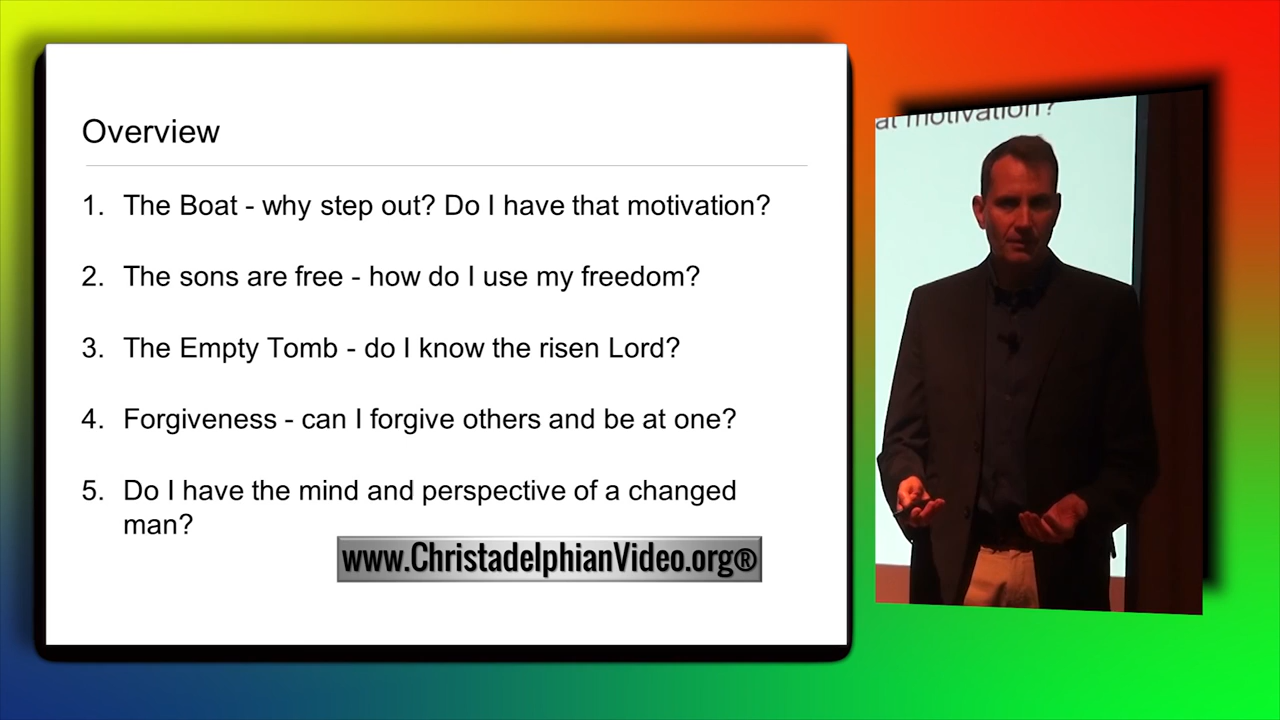 Overview
1. The Boat - why step out? Do I have that motivation?
2. The sons are free - how do I use my freedom?
3. The Empty Tomb - do I know the risen Lord?
4. Forgiveness - can I forgive others and be at one?
5. Do I have the mind and perspective of a changed
man?
www.ChristadelphianVideo.org®
at motivation?